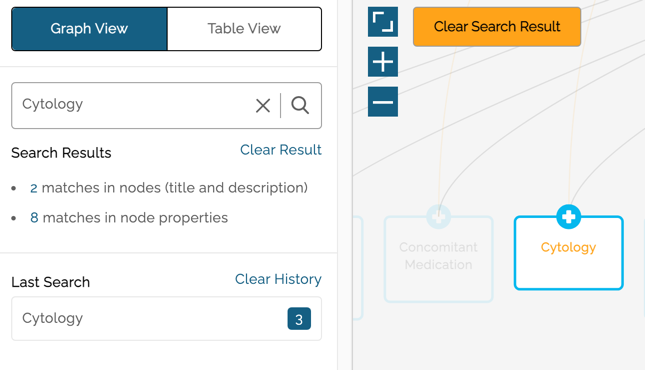 Graph View
Table View
Clear Search Result
Cytology
Search Results
Clear Result
2 matches in nodes (title and description)
8 matches in node properties
Last Search
Clear History
Cytology
3
Concomitant
Medication
Cytology